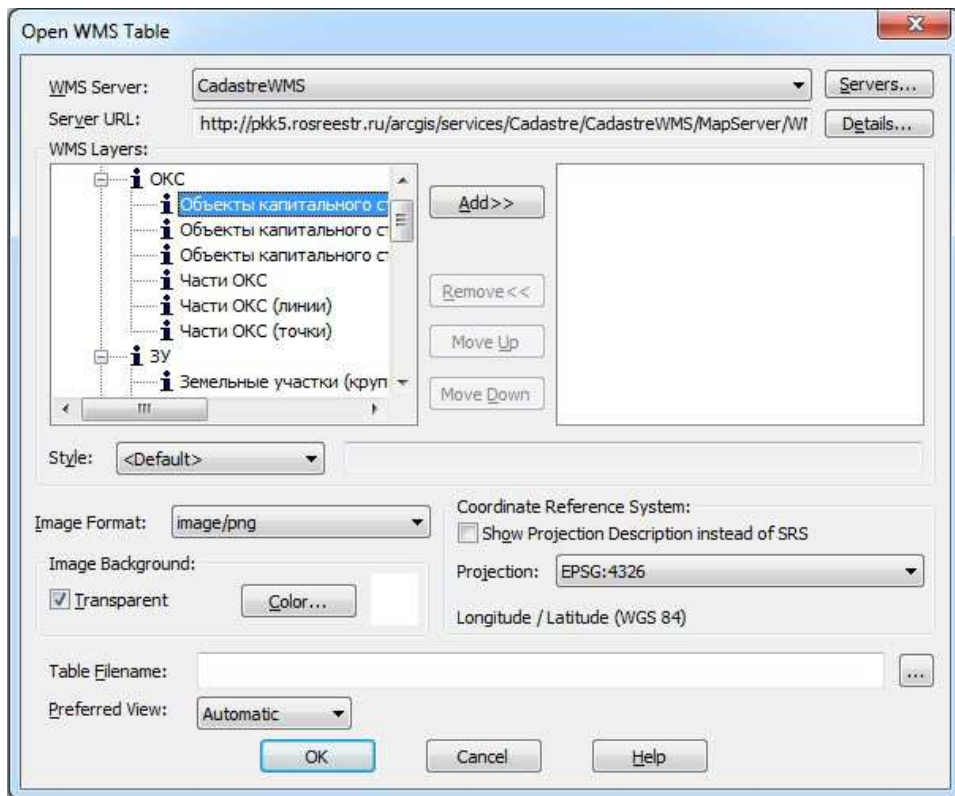 Open WMS Table
WMS Server: CadastreWMS Servers...
Server URL: http://pkk5.rosreestr.ru/arcgis/services/Cadastre/CadastreWMS/MapServer/ Details...
WMS Layers:
ОКС
Объекты капитального
Объекты капитального
Объекты капитального
Части ОКС
Части ОКС (линии)
Части ОКС (точки)
ЗУ
Земельные участки (круп
Add>>
Remove<<
Move Up
Move Down
Style: <Default>
Image Format: image/png
Image Background:
Transparent Color...
Coordinate Reference System:
Show Projection Description instead of SRS
Projection: EPSG:4326
Longitude / Latitude (WGS 84)
Table Filename: ...
Preferred View: Automatic
OK Cancel Help